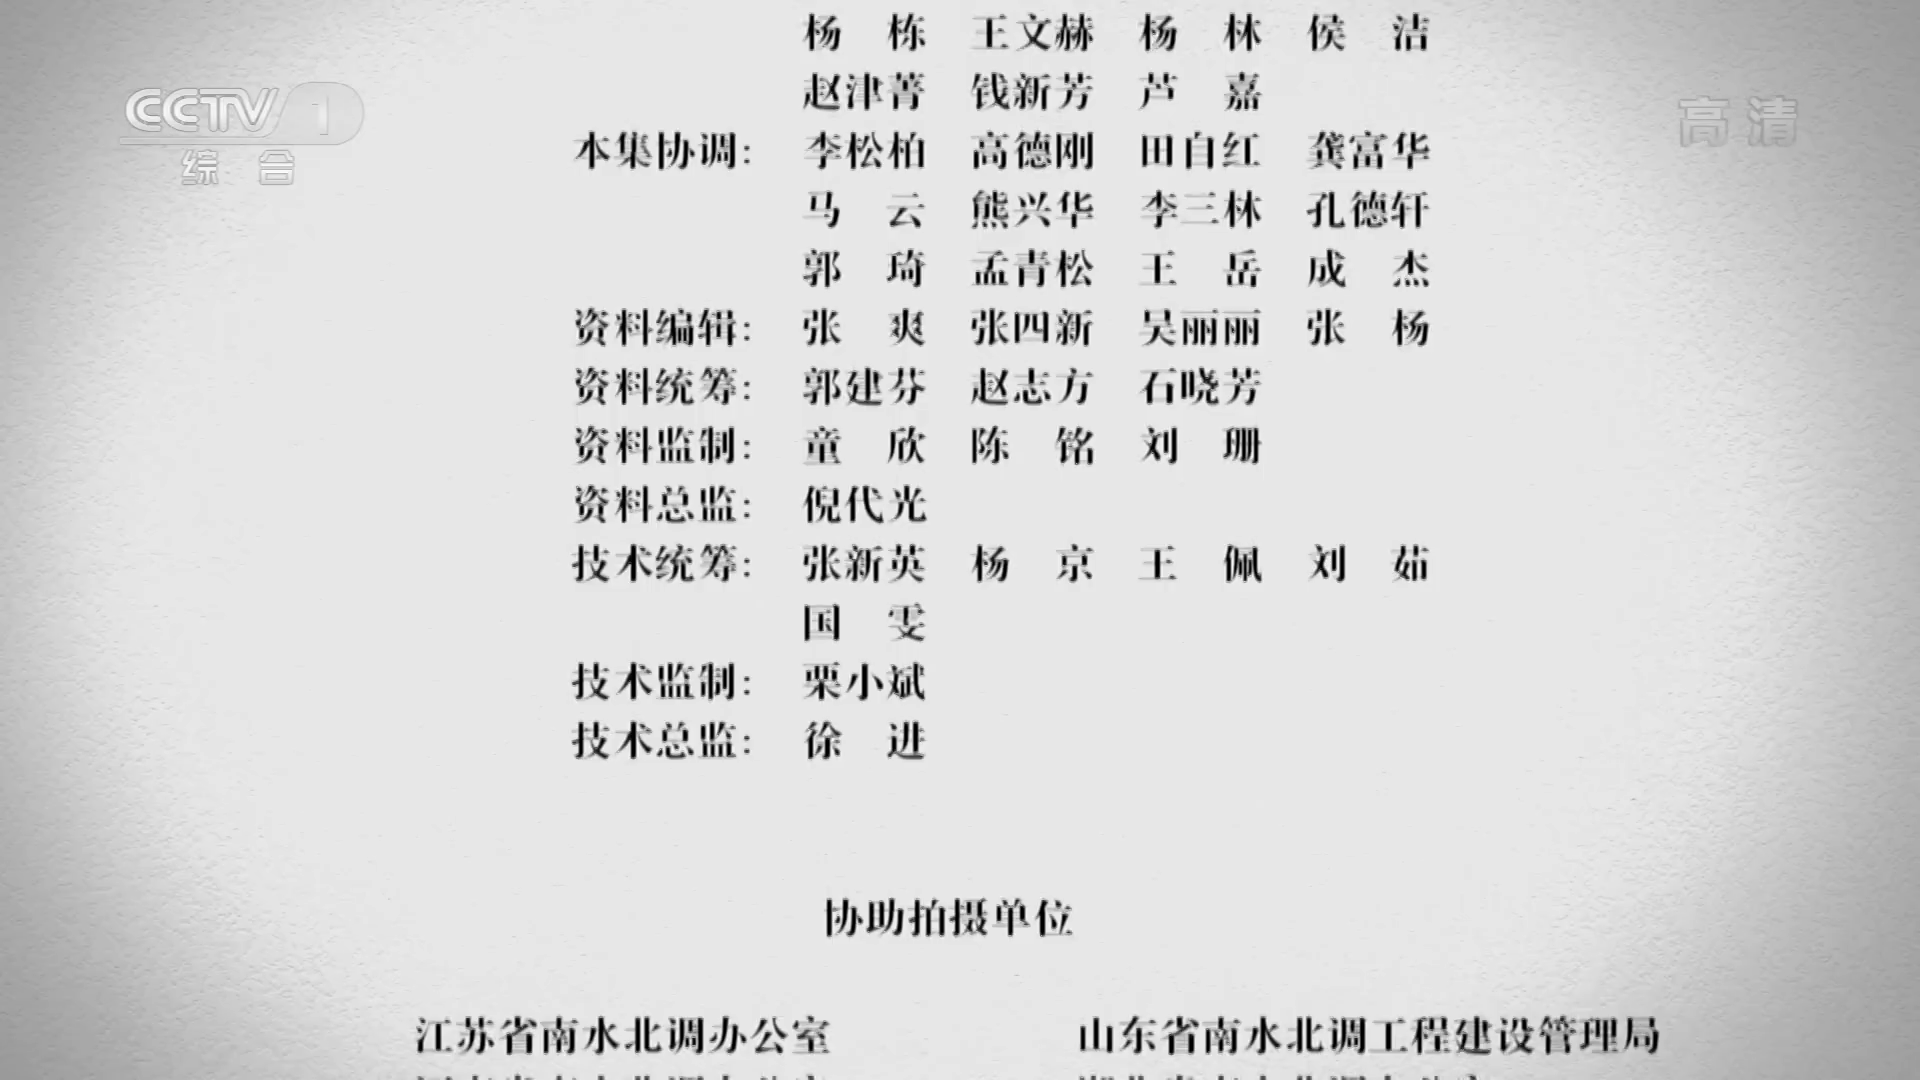 杨　栋　王文赫　杨　林　侯　洁
CCTV 1
综 合
高清
赵津菁　钱新芳　芦　嘉
本集协调:　李松柏　高德刚　田自红　龚富华
马　云　熊兴华　李三林　孔德轩
郭　琦　孟青松　王　岳　成　杰
资料编辑:　张　爽　张四新　吴丽丽　张　杨
资料统筹:　郭建芬　赵志方　石晓芳
资料监制:　童　欣　陈　铭　刘　珊
资料总监:　倪代光
技术统筹:　张新英　杨　京　王　佩　刘　茹
国　雯
技术监制:　栗小斌
技术总监:　徐　进
协助拍摄单位
江苏省南水北调办公室　山东省南水北调工程建设管理局